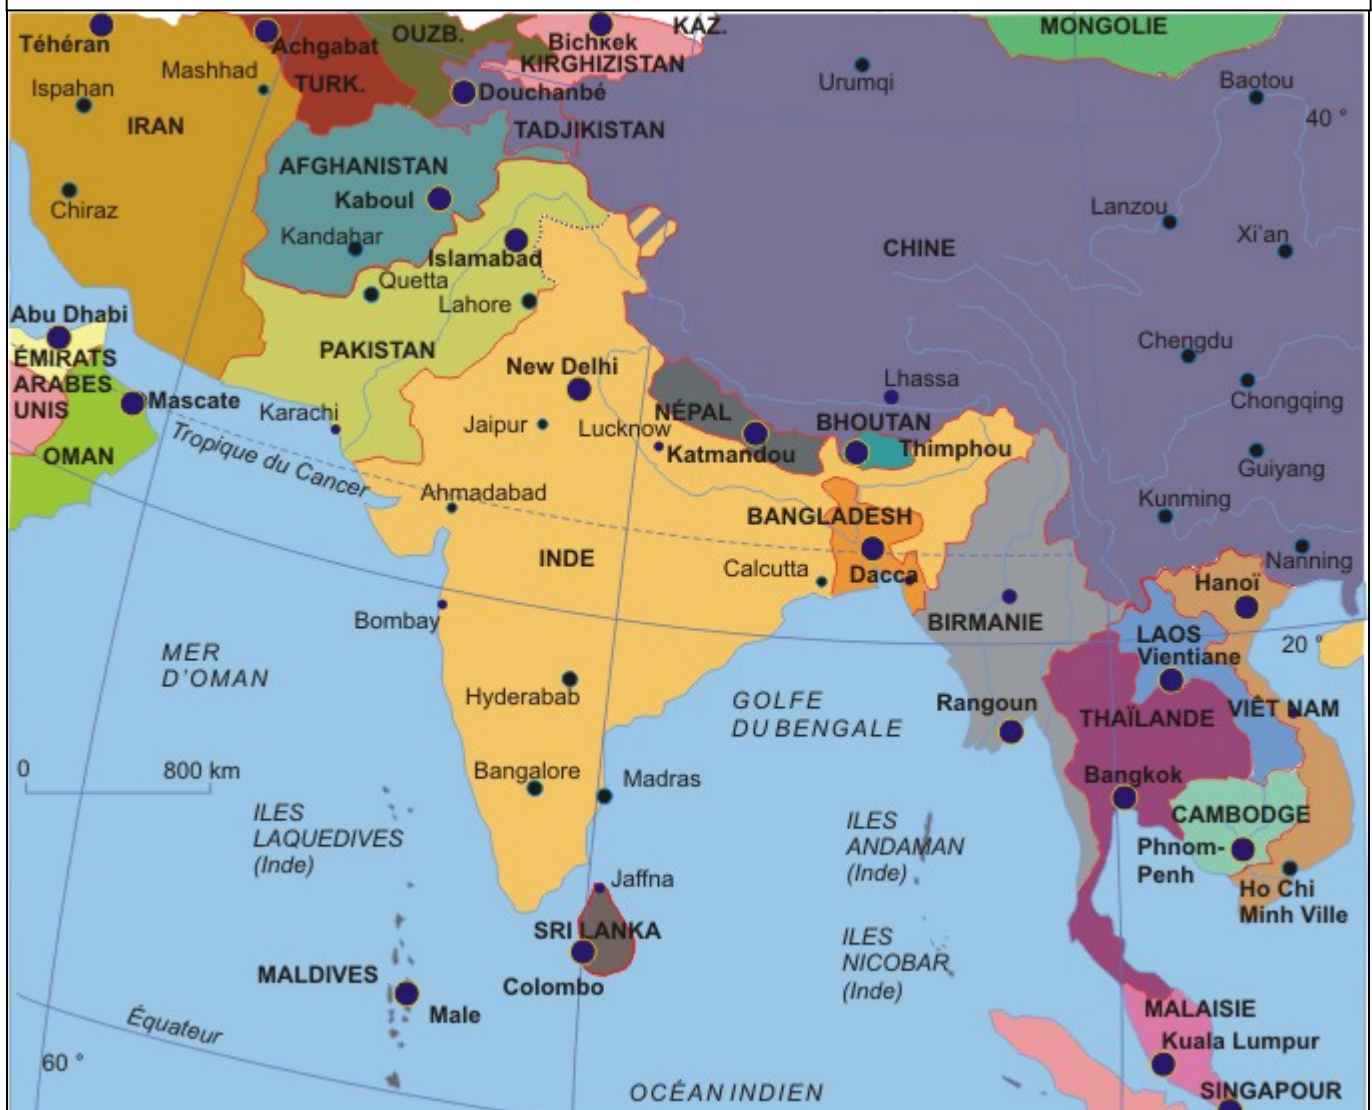 KAZ.
MONGOLIE
Téhéran
Achgabat
OUZB.
Bichkek
KIRGHIZISTAN
Mashhad
TURK.
Urumqi
Baotou
Ispahan
Douchanbé
40 °
IRAN
TADJIKISTAN
AFGHANISTAN
Kaboul
Chiraz
Lanzou
Kandahar
Xi'an
CHINE
Islamabad
Quetta
Lahore
Abu Dhabi
ÉMIRATS
ARABES
UNIS
PAKISTAN
Chengdu
New Delhi
Lhassa
Mascate
Karachi
Chongqing
NÉPAL
BHOUTAN
Jaipur
Lucknow
Katmandou
Thimphou
OMAN
Tropique du Cancer
Guiyang
Ahmadabad
Kunming
BANGLADESH
INDE
Nanning
Calcutta
Dacca
Hanoï
Bombay
BIRMANIE
LAOS
Vientiane
20 °
MER
D'OMAN
Hyderabab
GOLFE
DU BENGALE
Rangoun
THAÏLANDE
VIÊT NAM
0
800 km
Bangalore
Madras
Bangkok
ILES
LAQUEDIVES
(Inde)
ILES
ANDAMAN
(Inde)
CAMBODGE
Phnom-
Penh
Jaffna
Ho Chi
Minh Ville
SRI LANKA
ILES
NICOBAR
(Inde)
MALDIVES
Colombo
Male
MALAISIE
Équateur
Kuala Lumpur
60 °
OCÉAN INDIEN
SINGAPOUR